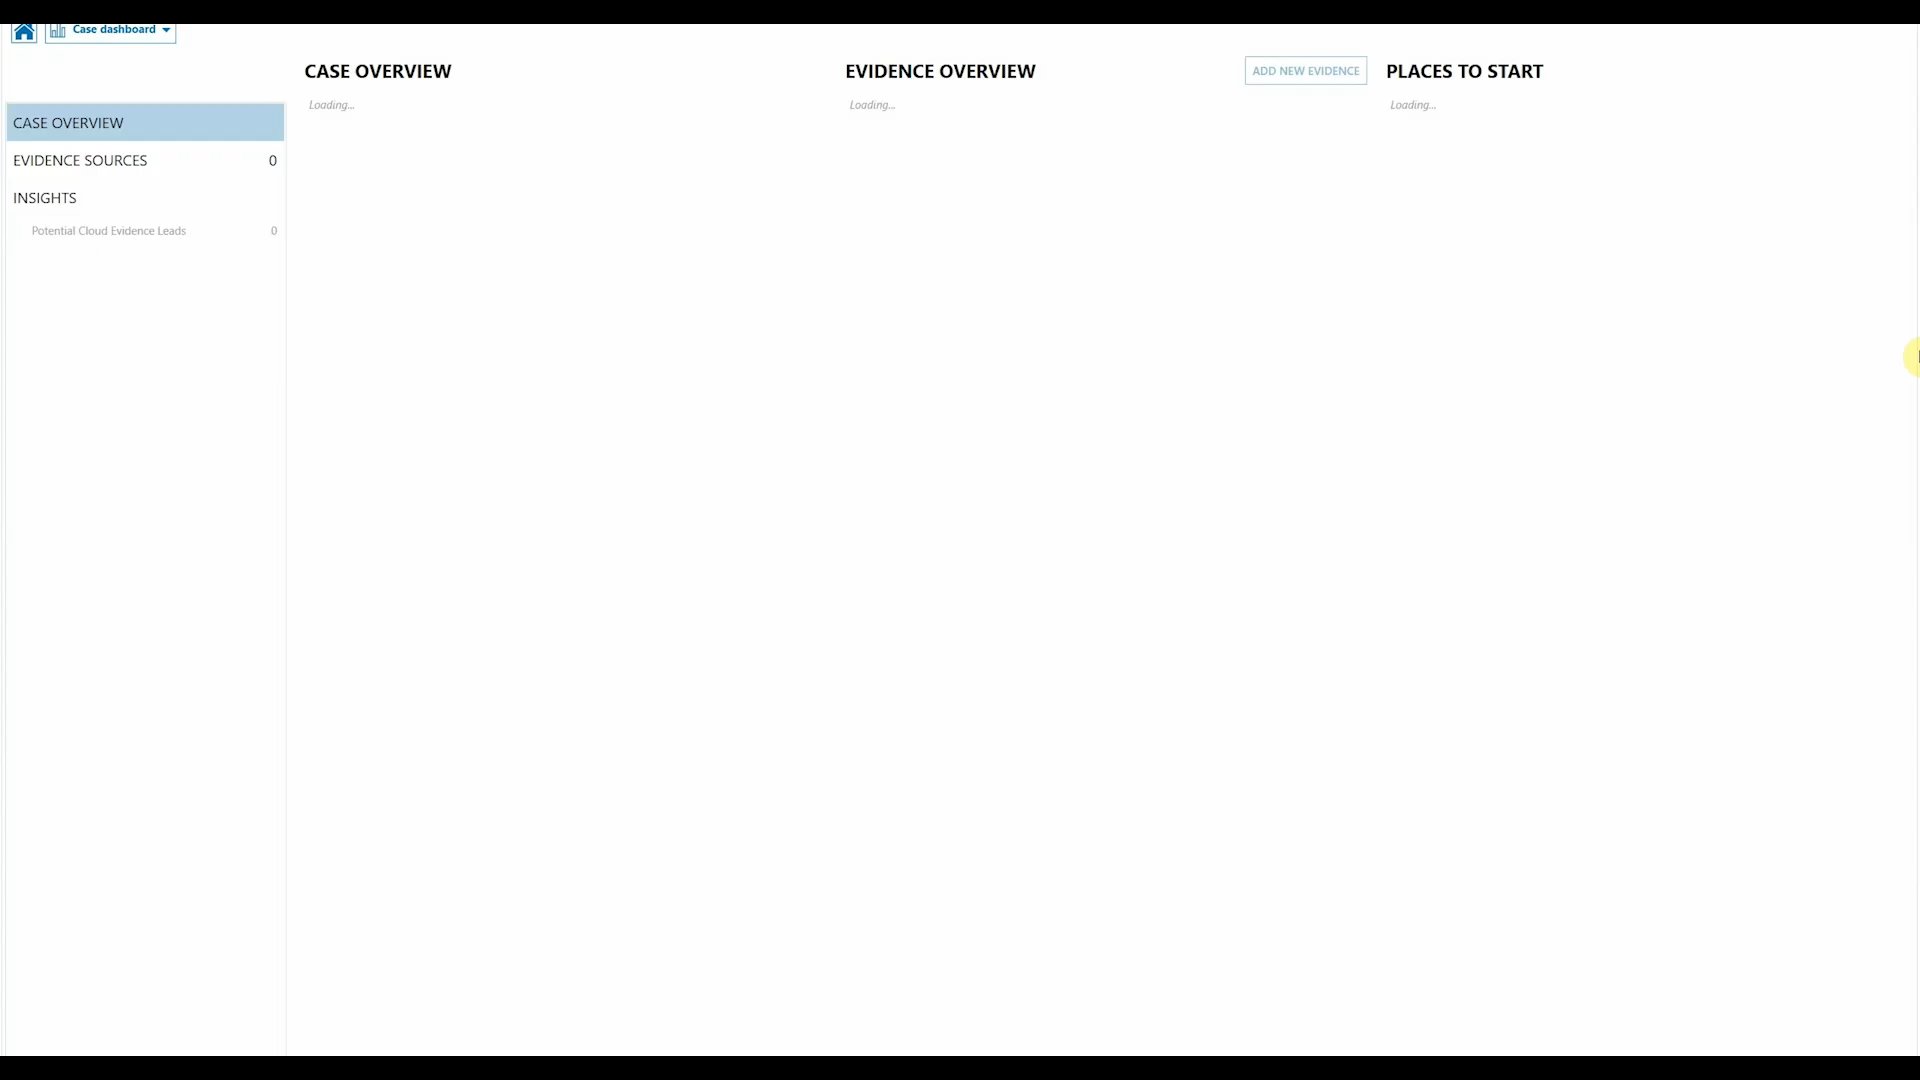 Case dashboard
CASE OVERVIEW
EVIDENCE SOURCES 0
INSIGHTS
Potential Cloud Evidence Leads 0
CASE OVERVIEW
Loading...
EVIDENCE OVERVIEW
ADD NEW EVIDENCE
Loading...
PLACES TO START
Loading...